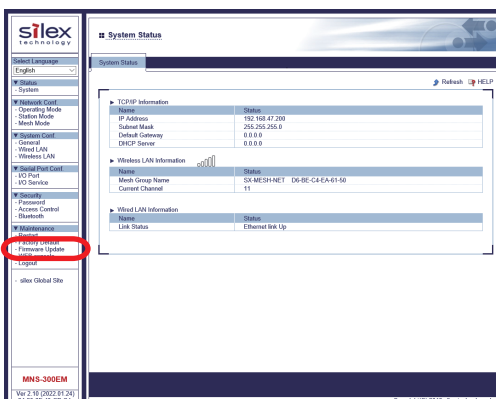 silex
technology
System Status
Select Language
English
System Status
▼ Status
- System
Refresh HELP
▼ Network Conf.
- Operating Mode
- Station Mode
- Mesh Mode
▼ System Conf.
- General
- Wired LAN
- Wireless LAN
▼ Serial Port Conf.
- I/O Port
- I/O Service
▼ Security
- Password
- Access Control
- Bluetooth
▼ Maintenance
- Restart
- Factory Default
- Firmware Update
- Logout
- silex Global Site
► TCP/IP Information
Name Status
IP Address 192.168.47.200
Subnet Mask 255.255.255.0
Default Gateway 0.0.0.0
DHCP Server 0.0.0.0
► Wireless LAN Information
Name Status
Mesh Group Name SX-MESH-NET D6-BE-C4-EA-61-50
Current Channel 11
► Wired LAN Information
Name Status
Link Status Ethernet link Up
MNS-300EM
Ver 2.10 (2022.01.24)